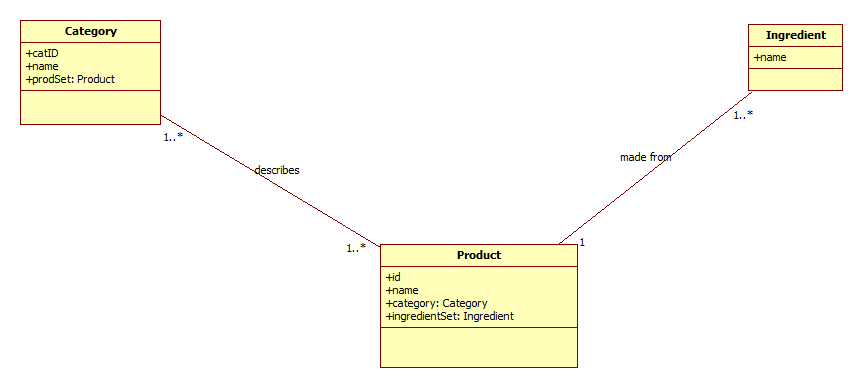 Category
+catID
+name
+prodSet: Product
Ingredient
+name
1..*
1..*
made from
describes
1..*
1
Product
+id
+name
+category: Category
+ingredientSet: Ingredient